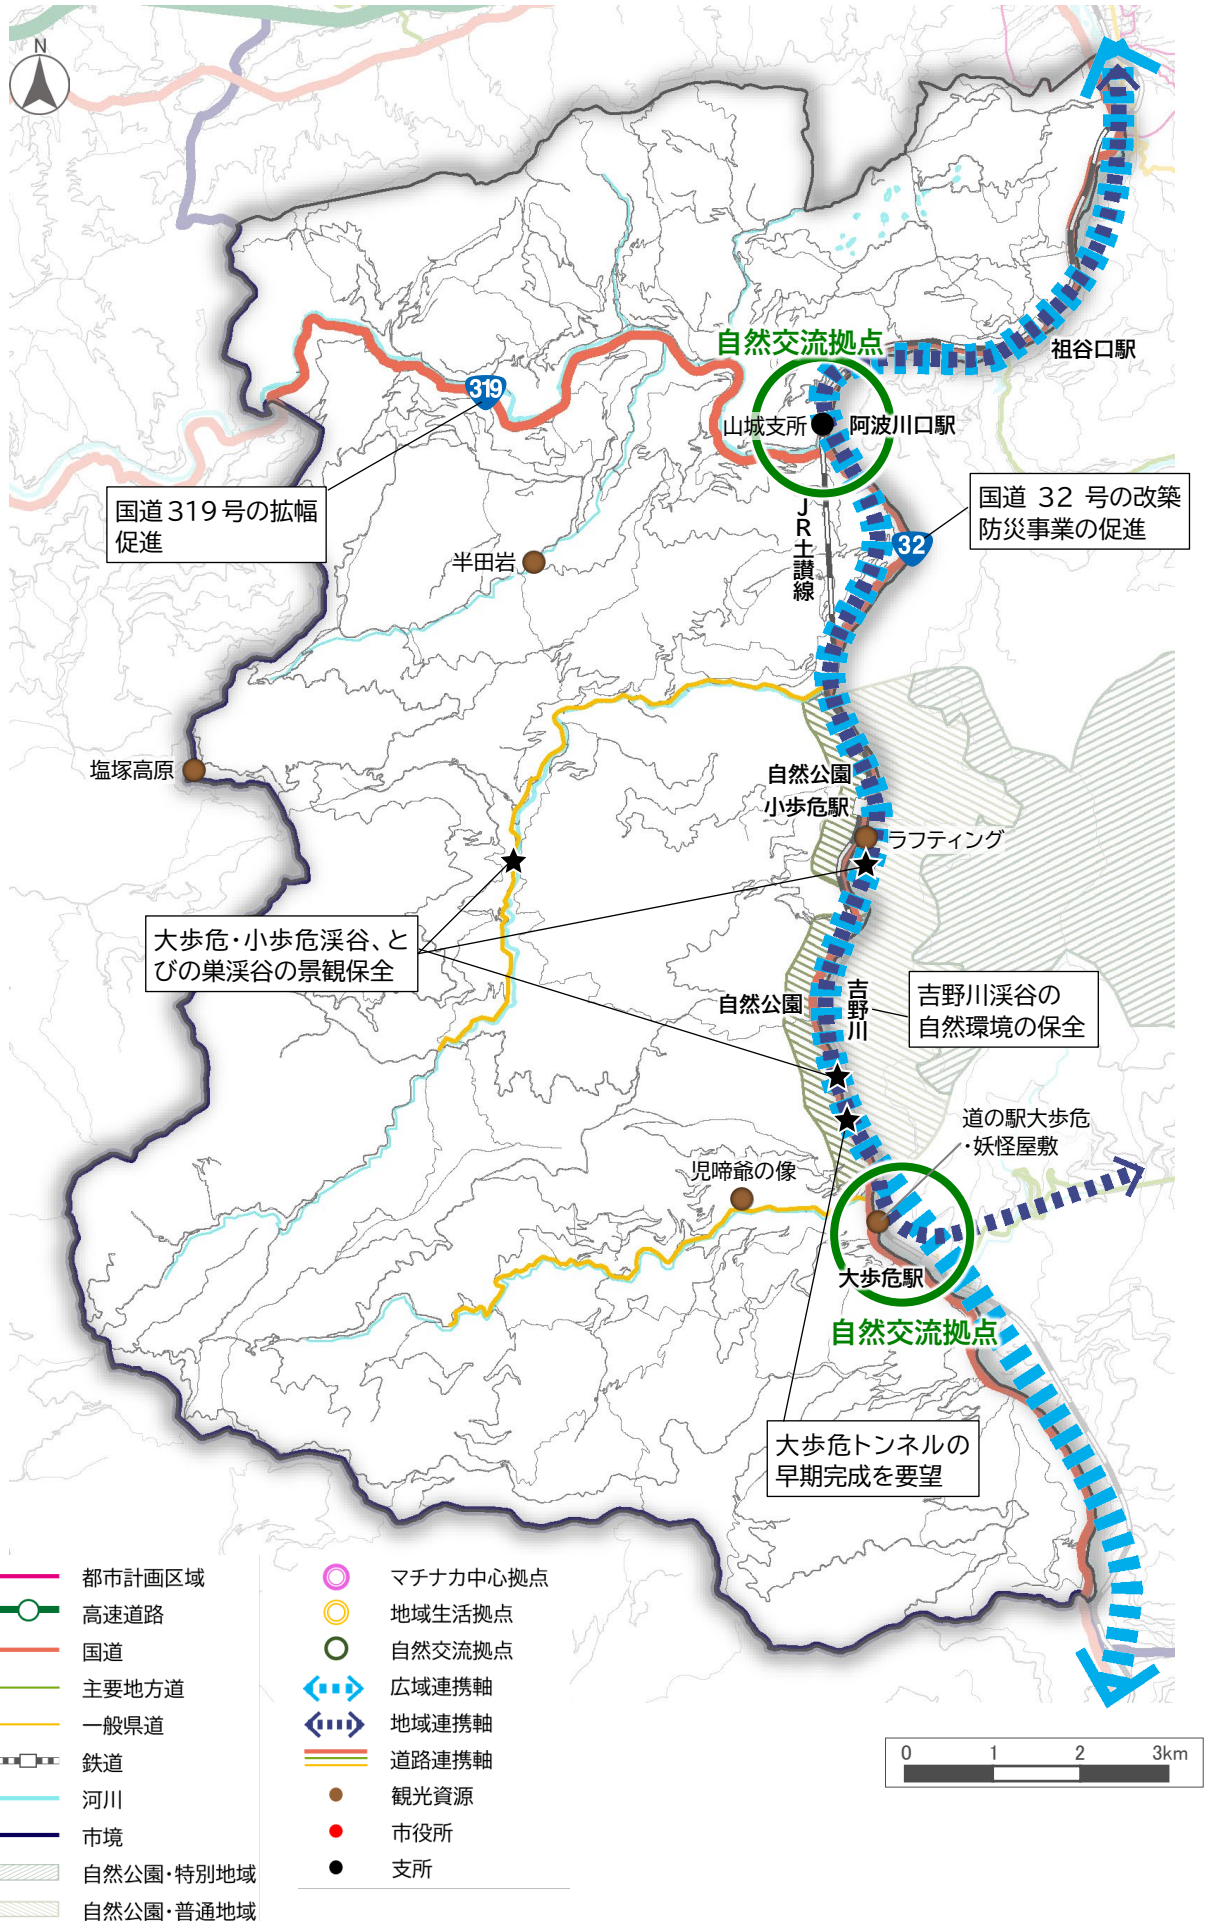 N
自然交流拠点
祖谷口駅
319
山城支所
阿波川口駅
国道319号の拡幅
促進
国道 32 号の改築
防災事業の促進
JR土讃線
32
半田岩
塩塚高原
自然公園
小歩危駅
ラフティング
大歩危・小歩危渓谷、と
びの巣渓谷の景観保全
自然公園
吉野川
吉野川渓谷の
自然環境の保全
道の駅大歩危
・妖怪屋敷
児啼爺の像
大歩危駅
自然交流拠点
大歩危トンネルの
早期完成を要望
都市計画区域
高速道路
国道
主要地方道
一般県道
鉄道
河川
市境
自然公園・特別地域
自然公園・普通地域
マチナカ中心拠点
地域生活拠点
自然交流拠点
広域連携軸
地域連携軸
道路連携軸
観光資源
市役所
支所
0 1 2 3km